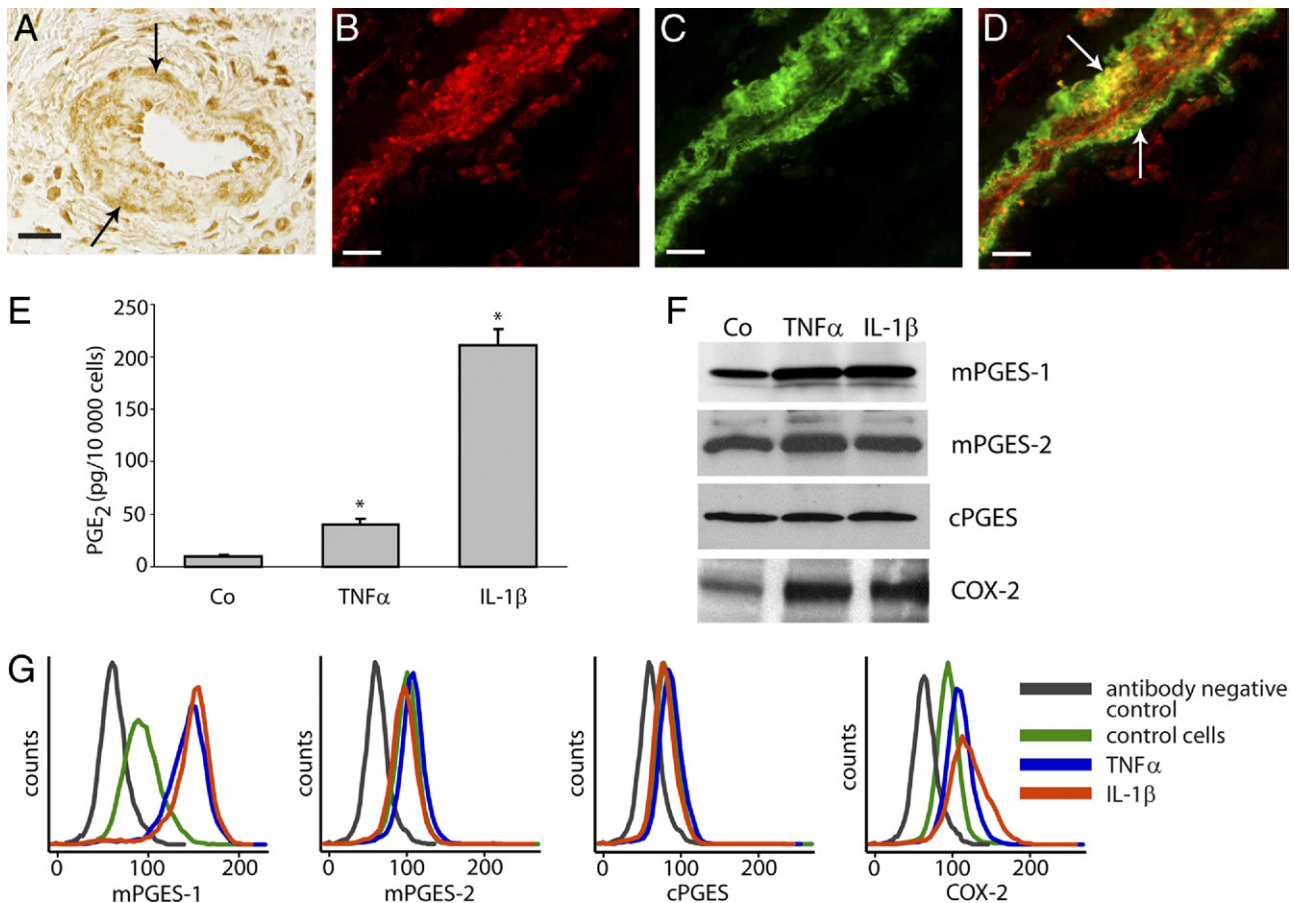 A B C D
E
PGE2 (pg/10 000 cells)
250
200
150
100
50
0
Co TNFα IL-1β
* *
F
Co TNFα IL-1β
mPGES-1
mPGES-2
cPGES
COX-2
G
counts
0 100 200
mPGES-1
counts
0 100 200
mPGES-2
counts
0 100 200
cPGES
counts
0 100 200
COX-2
antibody negative
control
control cells
TNFα
IL-1β